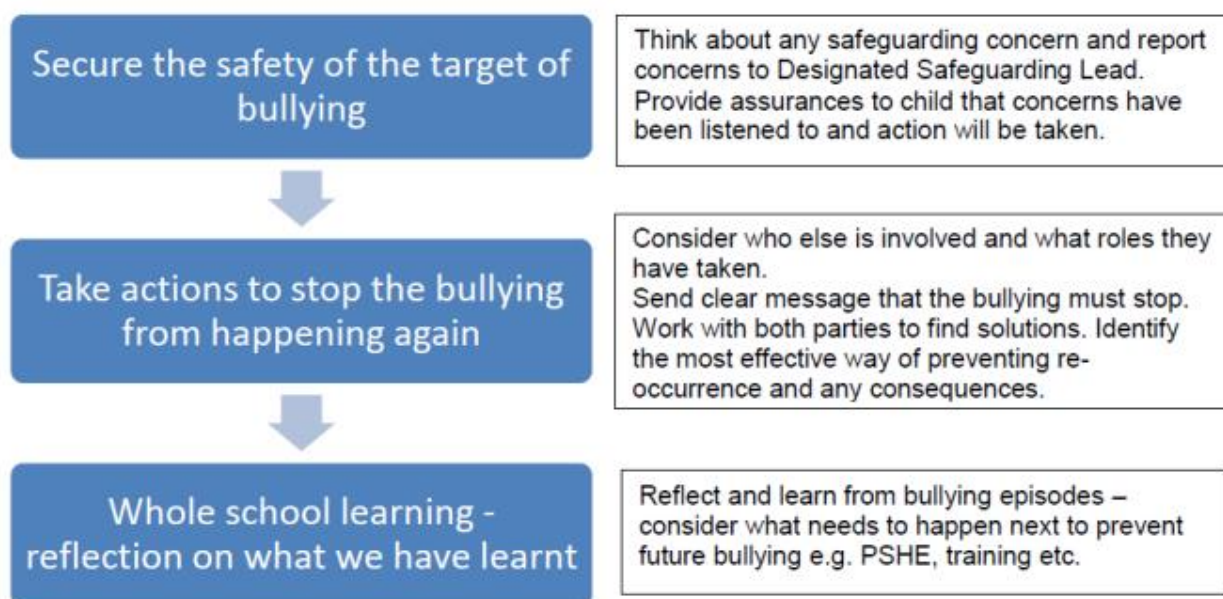 Secure the safety of the target of
bullying
Think about any safeguarding concern and report
concerns to Designated Safeguarding Lead.
Provide assurances to child that concerns have
been listened to and action will be taken.
Take actions to stop the bullying
from happening again
Consider who else is involved and what roles they
have taken.
Send clear message that the bullying must stop.
Work with both parties to find solutions. Identify
the most effective way of preventing re-
occurrence and any consequences.
Whole school learning -
reflection on what we have learnt
Reflect and learn from bullying episodes –
consider what needs to happen next to prevent
future bullying e.g. PSHE, training etc.